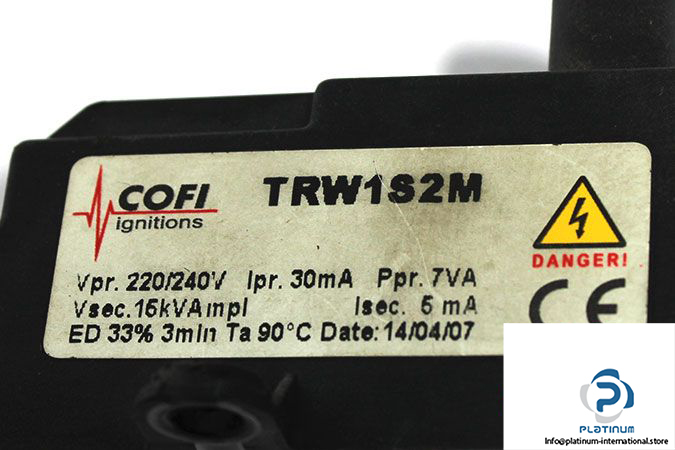 COFI
ignitions
TRW1S2M
DANGER!
Vpr. 220/240V Ipr. 30mA Ppr. 7VA
Vsec. 15kVAmpl Isec. 5 mA
ED 33% 3min Ta 90°C Date: 14/04/07
CE
PLATINUM
Info@platinum-international.store